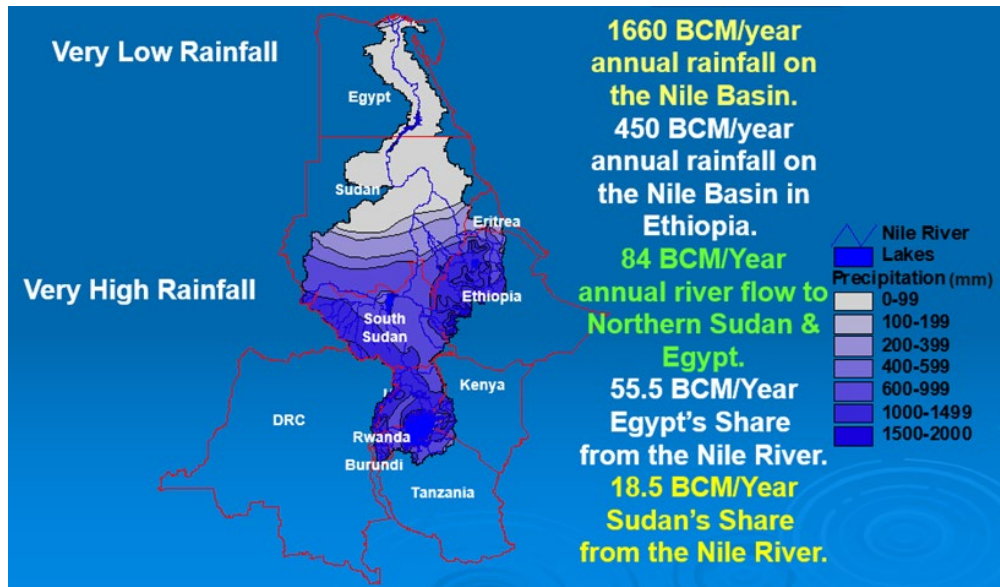 Very Low Rainfall
Very High Rainfall
Egypt
Sudan
Eritrea
Ethiopia
South
Sudan
Kenya
DRC
Rwanda
Burundi
Tanzania
1660 BCM/year
annual rainfall on
the Nile Basin.
450 BCM/year
annual rainfall on
the Nile Basin in
Ethiopia.
84 BCM/Year
annual river flow to
Northern Sudan &
Egypt.
55.5 BCM/Year
Egypt's Share
from the Nile River.
18.5 BCM/Year
Sudan's Share
from the Nile River.
Nile River
Lakes
Precipitation (mm)
0-99
100-199
200-399
400-599
600-999
1000-1499
1500-2000